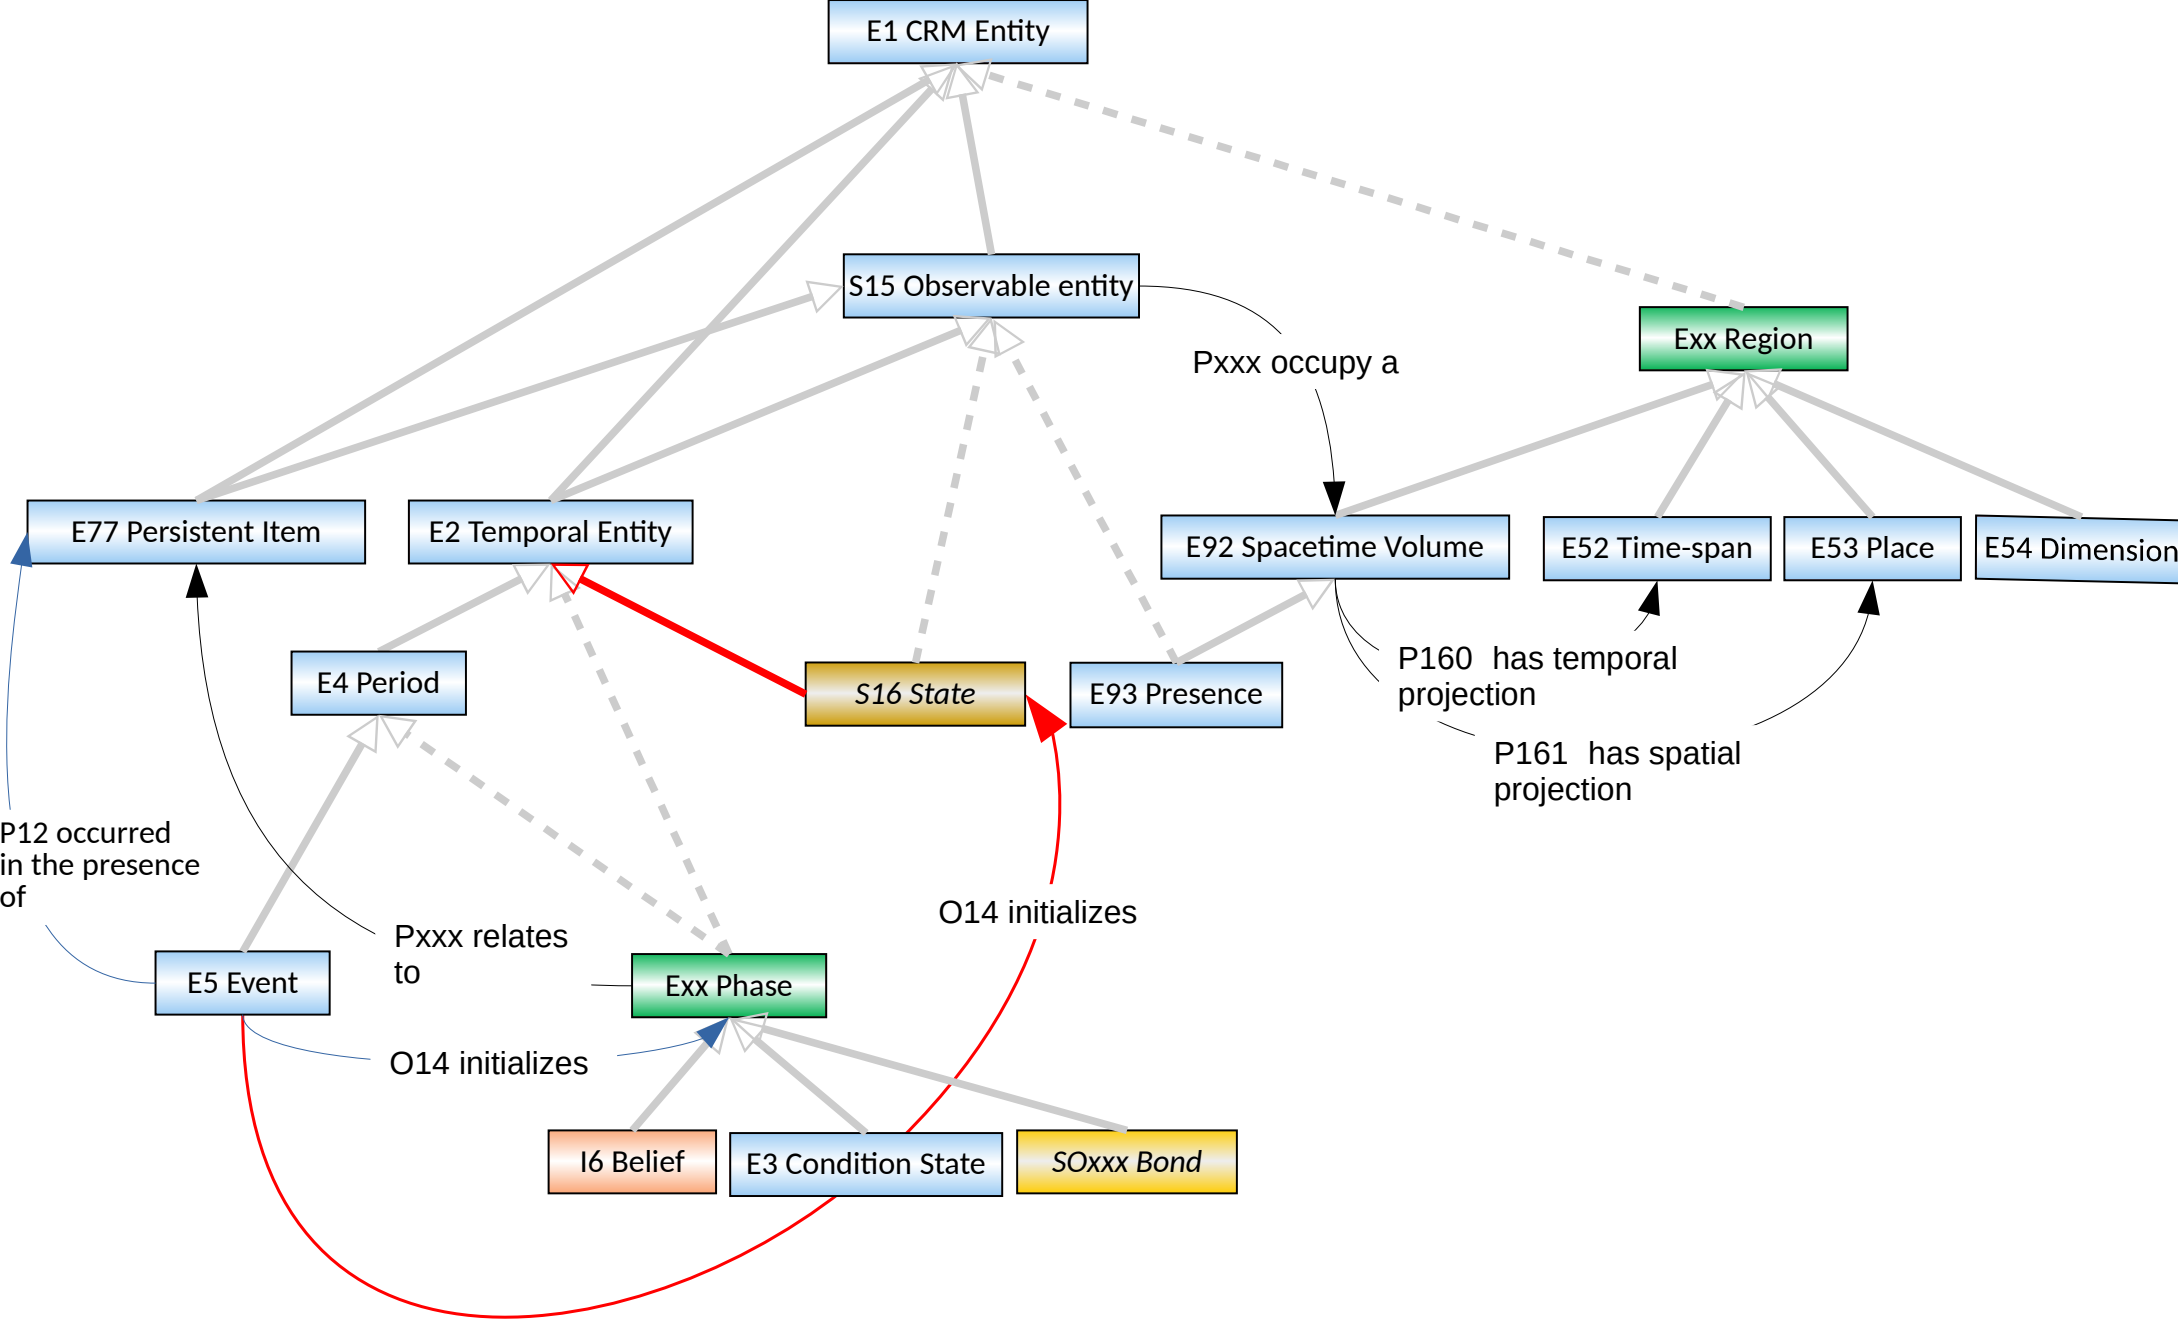 E1 CRM Entity
S15 Observable entity
Exx Region
Pxxx occupy a
E77 Persistent Item
E2 Temporal Entity
E92 Spacetime Volume
E52 Time-span
E53 Place
E54 Dimension
E4 Period
S16 State
E93 Presence
P160  has temporal
projection
P161  has spatial
projection
P12 occurred
in the presence
of
O14 initializes
Pxxx relates
to
E5 Event
Exx Phase
O14 initializes
I6 Belief
E3 Condition State
SOxxx Bond